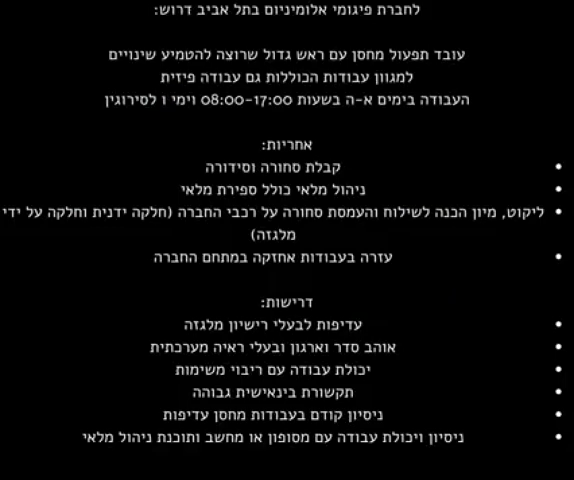 לחברת פיגומי אלומיניום בתל אביב דרוש:
עובד תפעול מחסן עם ראש גדול שרוצה להטמיע שינויים
למגוון עבודות הכוללות גם עבודה פיזית
העבודה בימים א-ה בשעות 08:00-17:00 וימי ו לסירוגין
אחריות:
• קבלת סחורה וסידורה
• ניהול מלאי כולל ספירת מלאי
• ליקוט, מיון הכנה לשילוח והעמסת סחורה על רכבי החברה (חלקה ידנית וחלקה על ידי
מלגזה)
• עזרה בעבודות אחזקה במתחם החברה
דרישות:
• עדיפות לבעלי רישיון מלגזה
• אוהב סדר וארגון ובעלי ראיה מערכתית
• יכולת עבודה עם ריבוי משימות
• תקשורת בינאישית גבוהה
• ניסיון קודם בעבודות מחסן עדיפות
• ניסיון ויכולת עבודה עם מסופון או מחשב ותוכנת ניהול מלאי